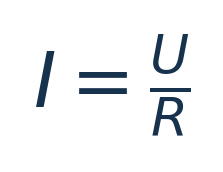 I = U/R